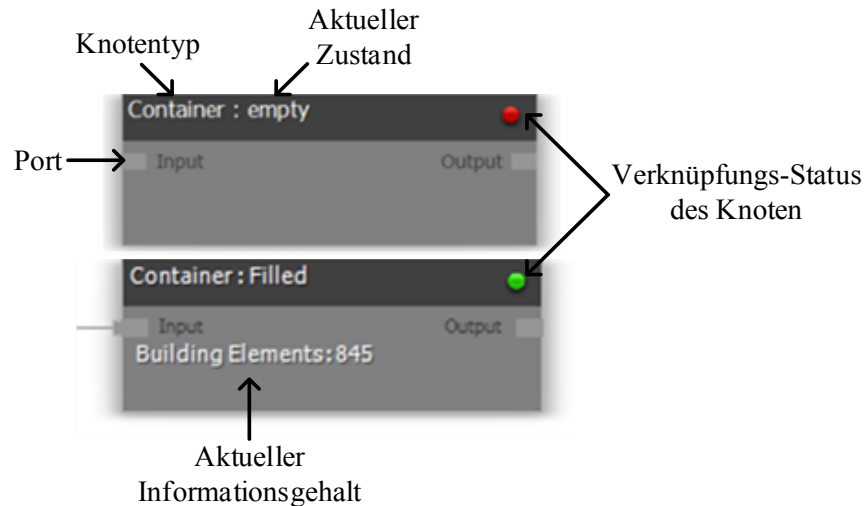 Knotentyp
Aktueller
Zustand
Container : empty
Port
Input
Output
Verknüpfungs-Status
des Knoten
Container : Filled
Input
Output
Building Elements:845
Aktueller
Informationsgehalt